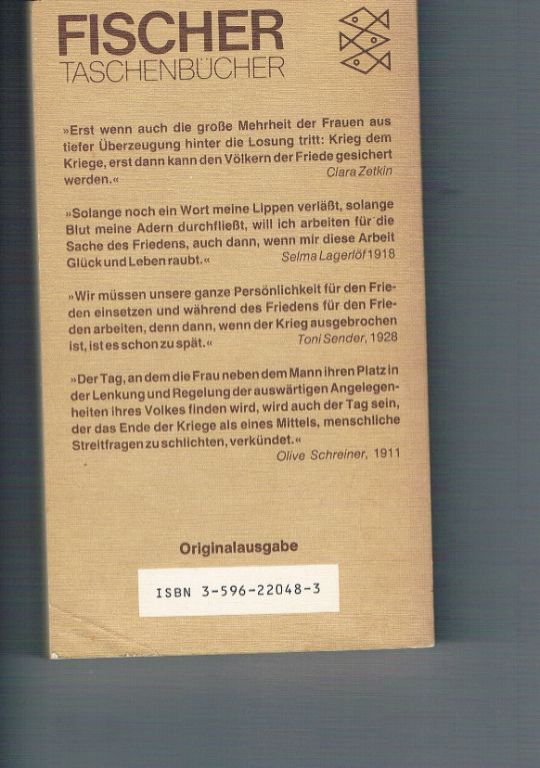 FISCHER
TASCHENBÜCHER
»Erst wenn auch die große Mehrheit der Frauen aus
tiefer Überzeugung hinter die Losung tritt: Krieg dem
Kriege, erst dann kann den Völkern der Friede gesichert
werden.« Clara Zetkin
»Solange noch ein Wort meine Lippen verläßt, solange
Blut meine Adern durchfließt, will ich arbeiten für die
Sache des Friedens, auch dann, wenn mir diese Arbeit
Glück und Leben raubt.« Selma Lagerlöf 1918
»Wir müssen unsere ganze Persönlichkeit für den Frie-
den einsetzen und während des Friedens für den Frie-
den arbeiten, denn dann, wenn der Krieg ausgebrochen
ist, ist es schon zu spät.« Toni Sender, 1928
»Der Tag, an dem die Frau neben dem Mann ihren Platz in
der Lenkung und Regelung der auswärtigen Angelegen-
heiten ihres Volkes finden wird, wird auch der Tag sein,
der das Ende der Kriege als eines Mittels, menschliche
Streitfragen zu schlichten, verkündet.«
Olive Schreiner, 1911
Originalausgabe
ISBN 3-596-22048-3